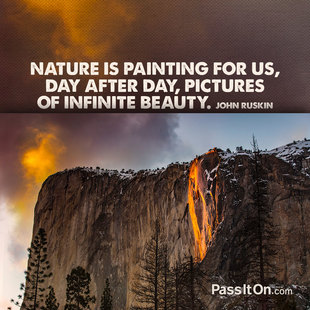 NATURE IS PAINTING FOR US,
DAY AFTER DAY, PICTURES
OF INFINITE BEAUTY. JOHN RUSKIN
PassItOn.com